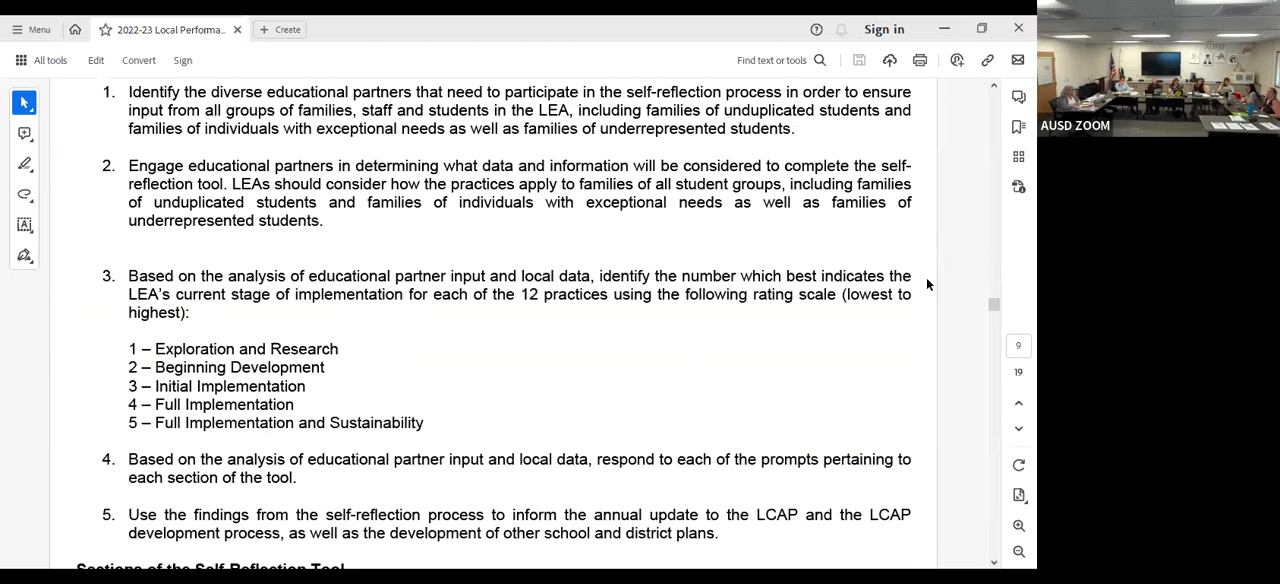 Menu
2022-23 Local Performa...
Create
Sign in
All tools
Edit
Convert
Sign
Find text or tools
1. Identify the diverse educational partners that need to participate in the self-reflection process in order to ensure
input from all groups of families, staff and students in the LEA, including families of unduplicated students and
families of individuals with exceptional needs as well as families of underrepresented students.
2. Engage educational partners in determining what data and information will be considered to complete the self-
reflection tool. LEAs should consider how the practices apply to families of all student groups, including families
of unduplicated students and families of individuals with exceptional needs as well as families of
underrepresented students.
3. Based on the analysis of educational partner input and local data, identify the number which best indicates the
LEA's current stage of implementation for each of the 12 practices using the following rating scale (lowest to
highest):
1 – Exploration and Research
2 – Beginning Development
3 – Initial Implementation
4 – Full Implementation
5 – Full Implementation and Sustainability
4. Based on the analysis of educational partner input and local data, respond to each of the prompts pertaining to
each section of the tool.
5. Use the findings from the self-reflection process to inform the annual update to the LCAP and the LCAP
development process, as well as the development of other school and district plans.
Sections of the Self-Reflection Tool
9
19
AUSD ZOOM